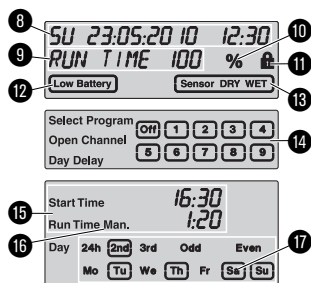 8 SU 23:05:2010 12:30
9 RUN TIME 100 % 10
11
12 Low Battery Sensor DRY WET 13
Select Program Off 1 2 3 4
Open Channel 14
Day Delay 5 6 7 8 9
15 Start Time 16:30
Run Time Man. 1:20
16
Day 24h 2nd 3rd Odd Even 17
Mo Tu We Th Fr Sa Su